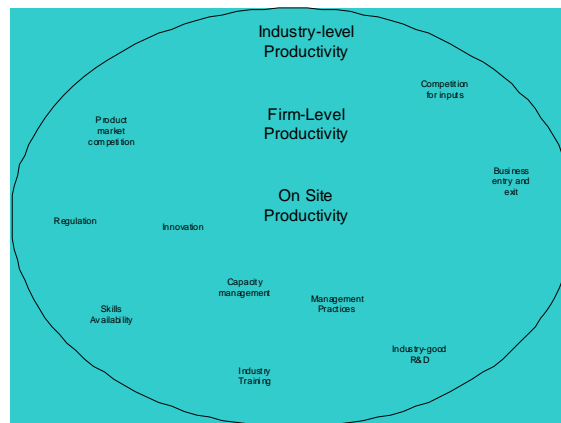 Industry-level
Productivity
Competition
for inputs
Firm-Level
Productivity
Product
market
competition
Business
entry and
exit
On Site
Productivity
Regulation
Innovation
Capacity
management
Management
Practices
Skills
Availability
Industry-good
R&D
Industry
Training